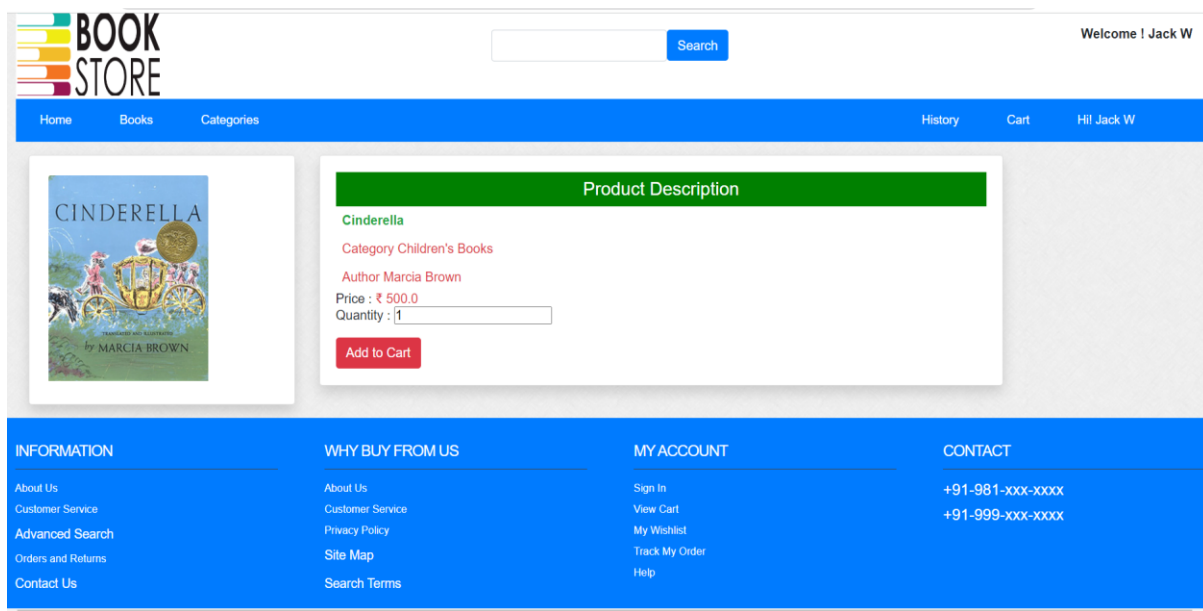 BOOK
STORE
Search
Welcome ! Jack W
Home Books Categories History Cart Hi! Jack W
CINDERELLA
TRANSLATED AND ILLUSTRATED
by MARCIA BROWN
Product Description
Cinderella
Category Children's Books
Author Marcia Brown
Price : ₹ 500.0
Quantity : 1
Add to Cart
INFORMATION
About Us
Customer Service
Advanced Search
Orders and Returns
Contact Us
WHY BUY FROM US
About Us
Customer Service
Privacy Policy
Site Map
Search Terms
MY ACCOUNT
Sign In
View Cart
My Wishlist
Track My Order
Help
CONTACT
+91-981-xxx-xxxx
+91-999-xxx-xxxx